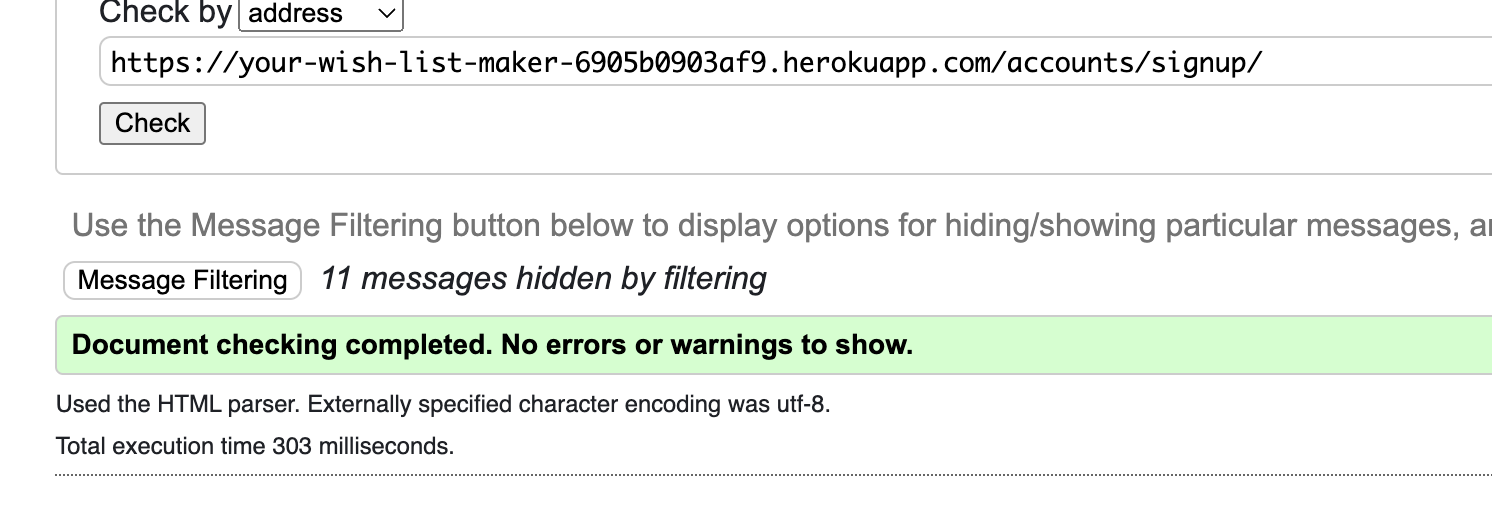 Check by address
https://your-wish-list-maker-6905b0903af9.herokuapp.com/accounts/signup/
Check
Use the Message Filtering button below to display options for hiding/showing particular messages,
Message Filtering 11 messages hidden by filtering
Document checking completed. No errors or warnings to show.
Used the HTML parser. Externally specified character encoding was utf-8.
Total execution time 303 milliseconds.